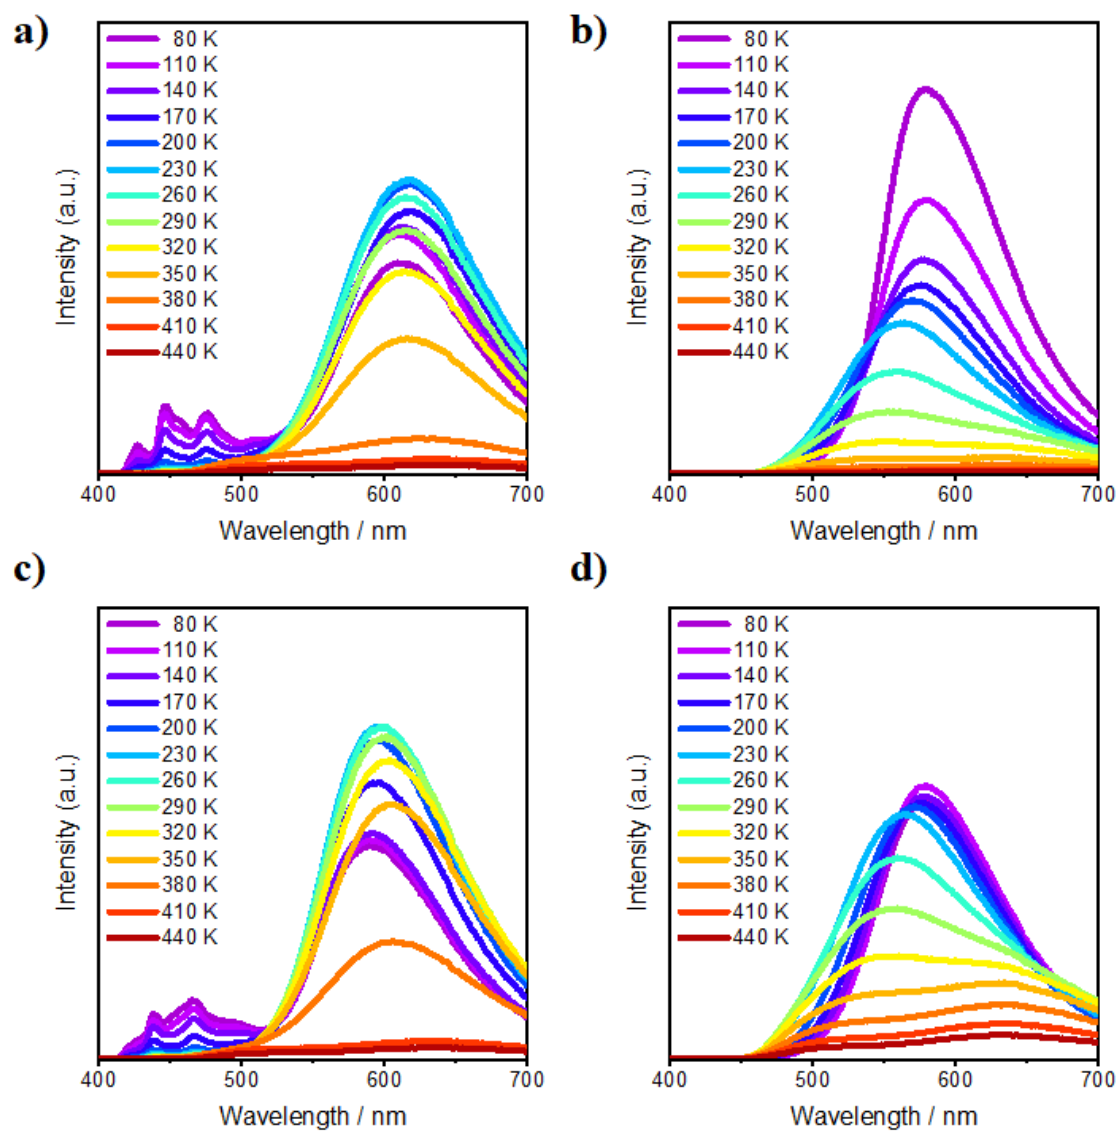 a)
80 K
110 K
140 K
170 K
200 K
230 K
260 K
290 K
320 K
350 K
380 K
410 K
440 K
Intensity (a.u.)
400 500 600 700
Wavelength / nm
b)
80 K
110 K
140 K
170 K
200 K
230 K
260 K
290 K
320 K
350 K
380 K
410 K
440 K
Intensity (a.u.)
400 500 600 700
Wavelength / nm
c)
80 K
110 K
140 K
170 K
200 K
230 K
260 K
290 K
320 K
350 K
380 K
410 K
440 K
Intensity (a.u.)
400 500 600 700
Wavelength / nm
d)
80 K
110 K
140 K
170 K
200 K
230 K
260 K
290 K
320 K
350 K
380 K
410 K
440 K
Intensity (a.u.)
400 500 600 700
Wavelength / nm